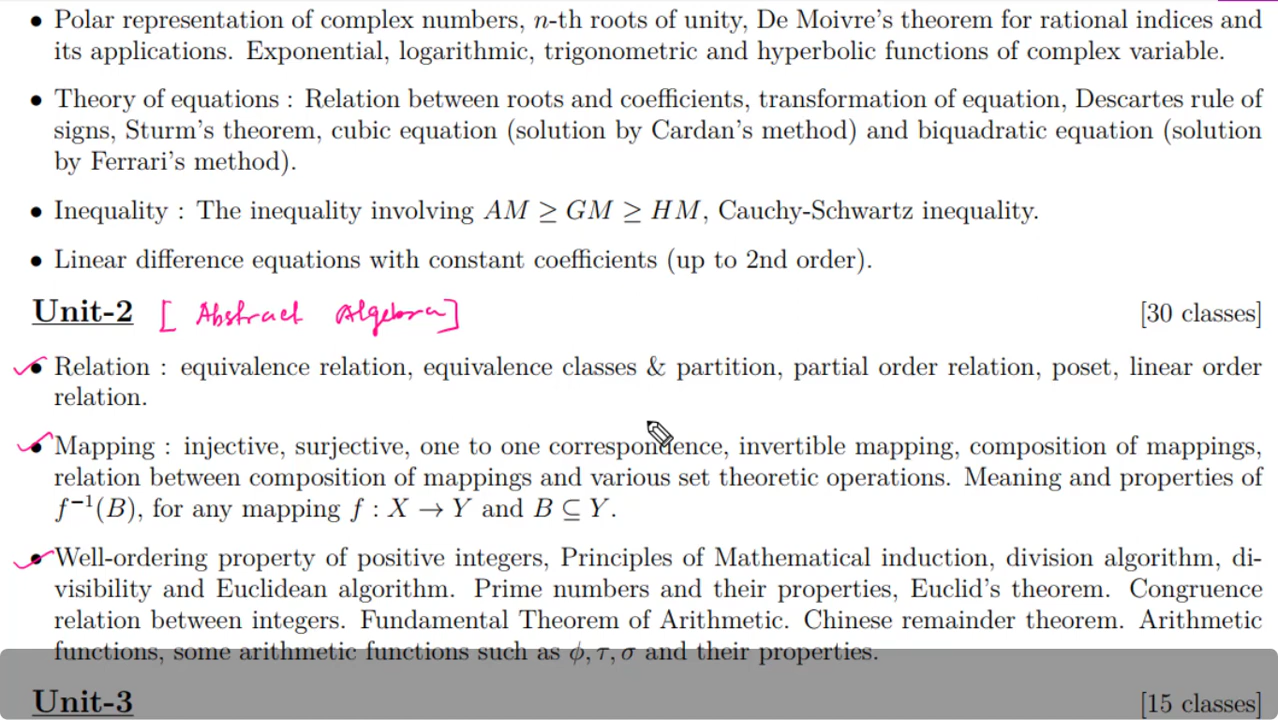 • Polar representation of complex numbers, n-th roots of unity, De Moivre's theorem for rational indices and
its applications. Exponential, logarithmic, trigonometric and hyperbolic functions of complex variable.
• Theory of equations : Relation between roots and coefficients, transformation of equation, Descartes rule of
signs, Sturm's theorem, cubic equation (solution by Cardan's method) and biquadratic equation (solution
by Ferrari's method).
• Inequality : The inequality involving AM ≥ GM ≥ HM, Cauchy-Schwartz inequality.
• Linear difference equations with constant coefficients (up to 2nd order).
Unit-2 [ Abstract Algebra] [30 classes]
• Relation : equivalence relation, equivalence classes & partition, partial order relation, poset, linear order
relation.
• Mapping : injective, surjective, one to one correspondence, invertible mapping, composition of mappings,
relation between composition of mappings and various set theoretic operations. Meaning and properties of
f⁻¹(B), for any mapping f : X → Y and B ⊆ Y.
• Well-ordering property of positive integers, Principles of Mathematical induction, division algorithm, di-
visibility and Euclidean algorithm. Prime numbers and their properties, Euclid's theorem. Congruence
relation between integers. Fundamental Theorem of Arithmetic. Chinese remainder theorem. Arithmetic
functions, some arithmetic functions such as ϕ, τ, σ and their properties.
Unit-3 [15 classes]